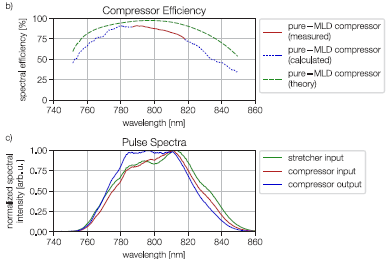 b)
Compressor Efficiency
spectral efficiency [%]
100
75
50
25
0
740 760 780 800 820 840 860
wavelength [nm]
pure-MLD compressor
(measured)
pure-MLD compressor
(calculated)
pure-MLD compressor
(theory)
c)
Pulse Spectra
normalized spectral
intensity [arb.u.]
1,00
0,75
0,50
0,25
0,00
740 760 780 800 820 840 860
wavelength [nm]
stretcher input
compressor input
compressor output